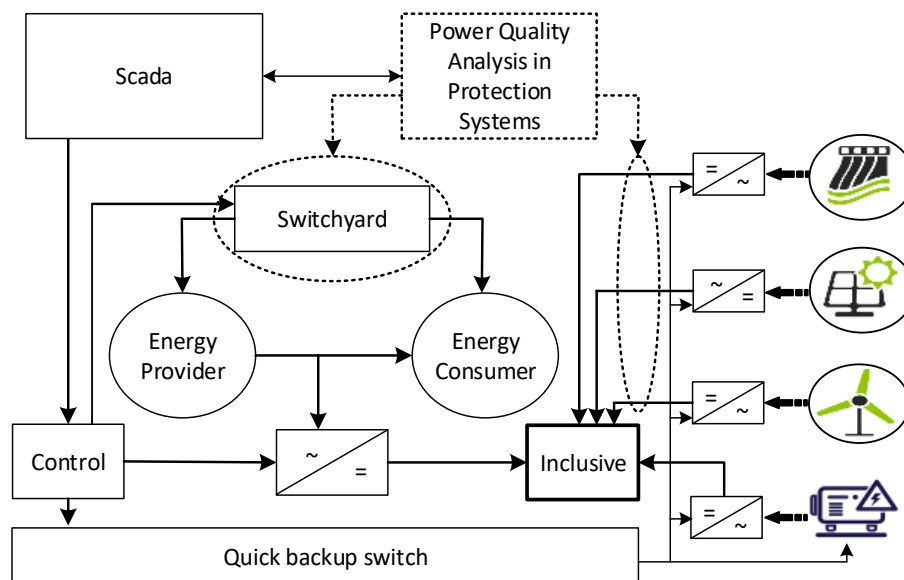 Scada
Power Quality
Analysis in
Protection
Systems
=
~
Switchyard
~
=
Energy
Provider
Energy
Consumer
=
~
Control
~
=
Inclusive
=
~
Quick backup switch